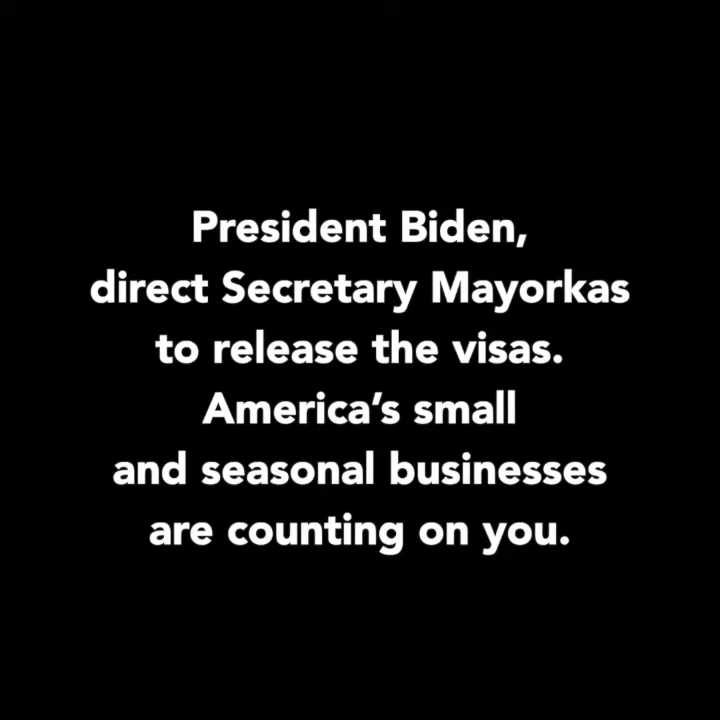 President Biden,
direct Secretary Mayorkas
to release the visas.
America’s small
and seasonal businesses
are counting on you.